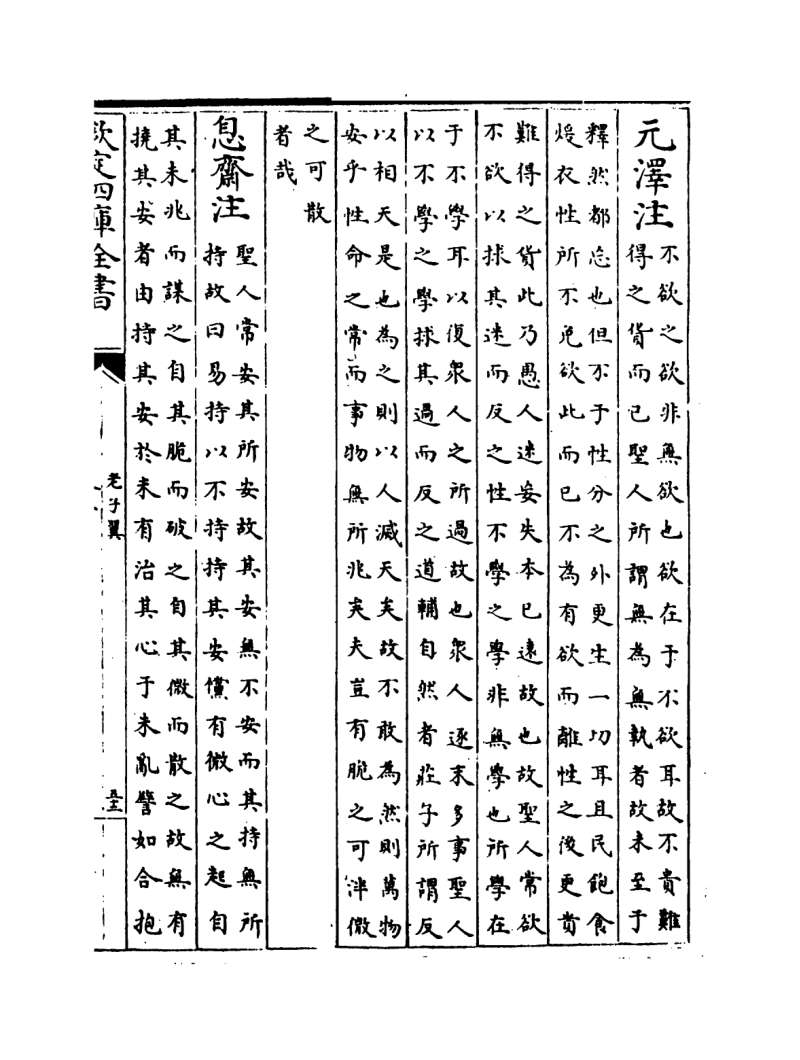 元澤注
不欲之欲非無欲也欲在于不欲耳故不貴難
得之貨而已聖人所謂無為無執者故未至于
釋然都忘也但不于性分之外更生一切耳且民飽食
煖衣性所不免欲此而已不為有欲而離性之後更貴
難得之貨此乃愚人迷妄失本已遠故也故聖人常欲
不欲以救其迷而反之性不學之學非無學也所學在
于不學耳以復衆人之所過故也衆人逐末多事聖人
以不學之學救其過而反之道輔自然者莊子所謂反
以相天是也為之則以人滅天矣故不敢為然則萬物
安乎性命之常而事物無所兆矣夫豈有脆之可泮微
之可散
者哉
息齋注
聖人常安其所安故其安無不安而其持無所
持故曰易持以不持持其安儻有微心之起自
其未兆而謀之自其脆而破之自其微而散之故無有
撓其安者由持其安於未有治其心于未亂譬如合抱
欽定四庫全書
老子翼